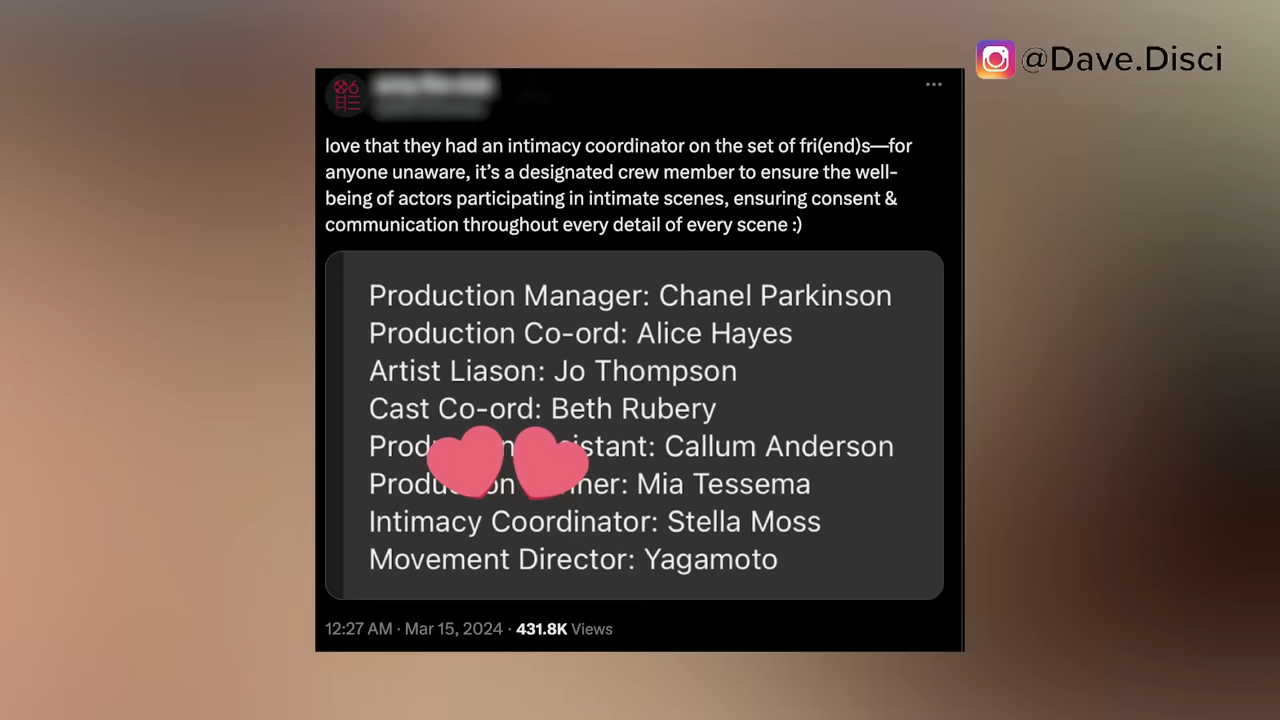 @Dave.Disci
love that they had an intimacy coordinator on the set of fri(end)s—for
anyone unaware, it's a designated crew member to ensure the well-
being of actors participating in intimate scenes, ensuring consent &
communication throughout every detail of every scene :)
Production Manager: Chanel Parkinson
Production Co-ord: Alice Hayes
Artist Liason: Jo Thompson
Cast Co-ord: Beth Rubery
Callum Anderson
Mia Tessema
Intimacy Coordinator: Stella Moss
Movement Director: Yagamoto
12:27 AM · Mar 15, 2024 · 431.8K Views